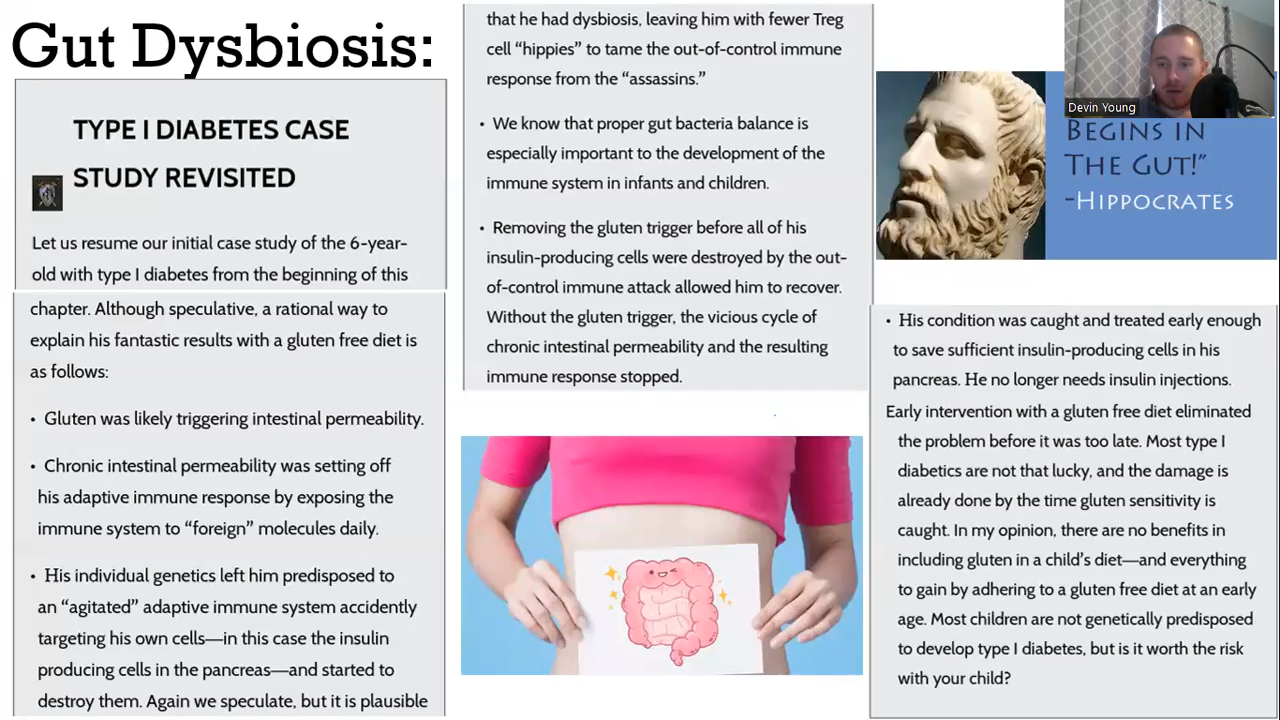 Gut Dysbiosis:
TYPE I DIABETES CASE
STUDY REVISITED
Let us resume our initial case study of the 6-year-
old with type I diabetes from the beginning of this
chapter. Although speculative, a rational way to
explain his fantastic results with a gluten free diet is
as follows:
• Gluten was likely triggering intestinal permeability.
• Chronic intestinal permeability was setting off
his adaptive immune response by exposing the
immune system to “foreign” molecules daily.
• His individual genetics left him predisposed to
an “agitated” adaptive immune system accidently
targeting his own cells—in this case the insulin
producing cells in the pancreas—and started to
destroy them. Again we speculate, but it is plausible
that he had dysbiosis, leaving him with fewer Treg
cell “hippies” to tame the out-of-control immune
response from the “assassins.”
• We know that proper gut bacteria balance is
especially important to the development of the
immune system in infants and children.
• Removing the gluten trigger before all of his
insulin-producing cells were destroyed by the out-
of-control immune attack allowed him to recover.
Without the gluten trigger, the vicious cycle of
chronic intestinal permeability and the resulting
immune response stopped.
Devin Young
BEGINS IN
THE GUT!”
-HIPPOCRATES
• His condition was caught and treated early enough
to save sufficient insulin-producing cells in his
pancreas. He no longer needs insulin injections.
Early intervention with a gluten free diet eliminated
the problem before it was too late. Most type I
diabetics are not that lucky, and the damage is
already done by the time gluten sensitivity is
caught. In my opinion, there are no benefits in
including gluten in a child’s diet—and everything
to gain by adhering to a gluten free diet at an early
age. Most children are not genetically predisposed
to develop type I diabetes, but is it worth the risk
with your child?